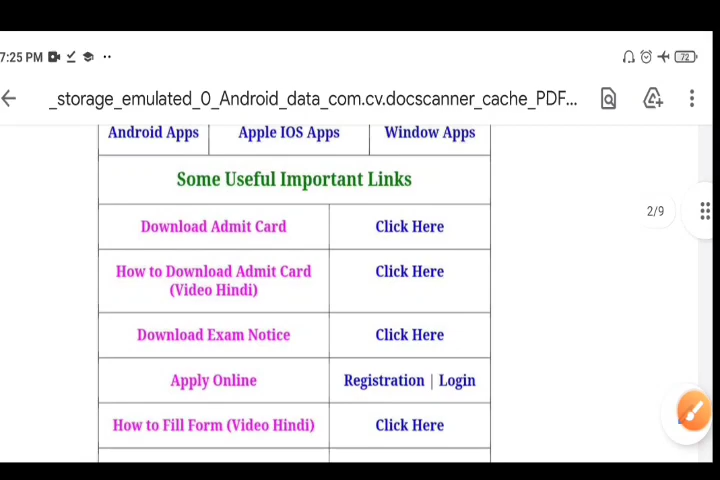 7:25 PM
72
_storage_emulated_0_Android_data_com.cv.docscanner_cache_PDF...
Android Apps Apple IOS Apps Window Apps
Some Useful Important Links
2/9
Download Admit Card Click Here
How to Download Admit Card
(Video Hindi) Click Here
Download Exam Notice Click Here
Apply Online Registration | Login
How to Fill Form (Video Hindi) Click Here